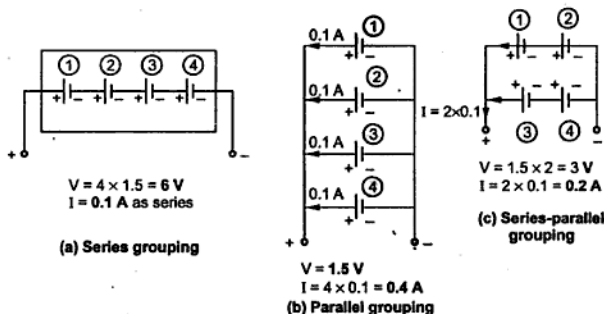 ① ② ③ ④
+ − + − + − + −
+ −
V = 4 × 1.5 = 6 V
I = 0.1 A as series
(a) Series grouping
0.1 A ①
+ −
0.1 A ②
+ −
0.1 A ③
+ −
0.1 A ④
+ −
+ −
V = 1.5 V
I = 4 × 0.1 = 0.4 A
(b) Parallel grouping
① ②
+ − + −
+ − + −
I = 2×0.1
③ ④
+ −
V = 1.5 × 2 = 3 V
I = 2 × 0.1 = 0.2 A
(c) Series-parallel
grouping